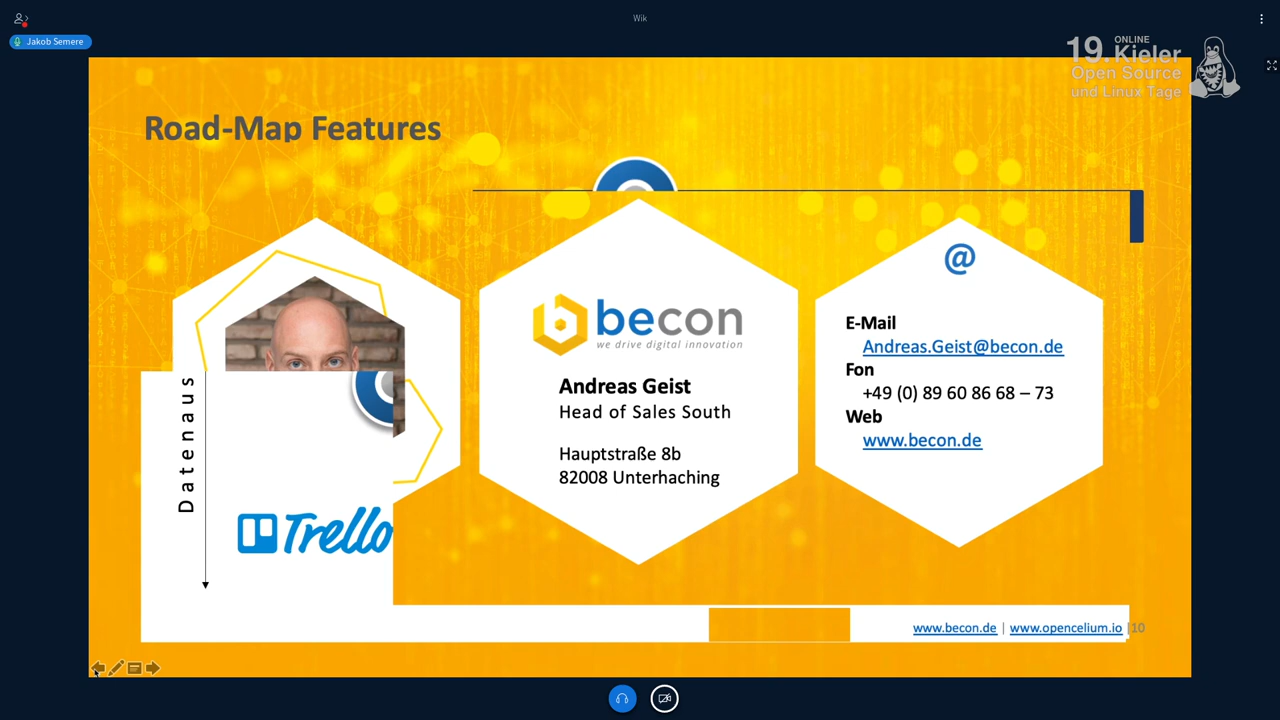 Wik
Jakob Semere
19. ONLINE
Kieler
Open Source
und Linux Tage
Road-Map Features
Datenaus
Trello
becon
we drive digital innovation
Andreas Geist
Head of Sales South
Hauptstraße 8b
82008 Unterhaching
@
E-Mail
Andreas.Geist@becon.de
Fon
+49 (0) 89 60 86 68 – 73
Web
www.becon.de
www.becon.de | www.opencelium.io |10